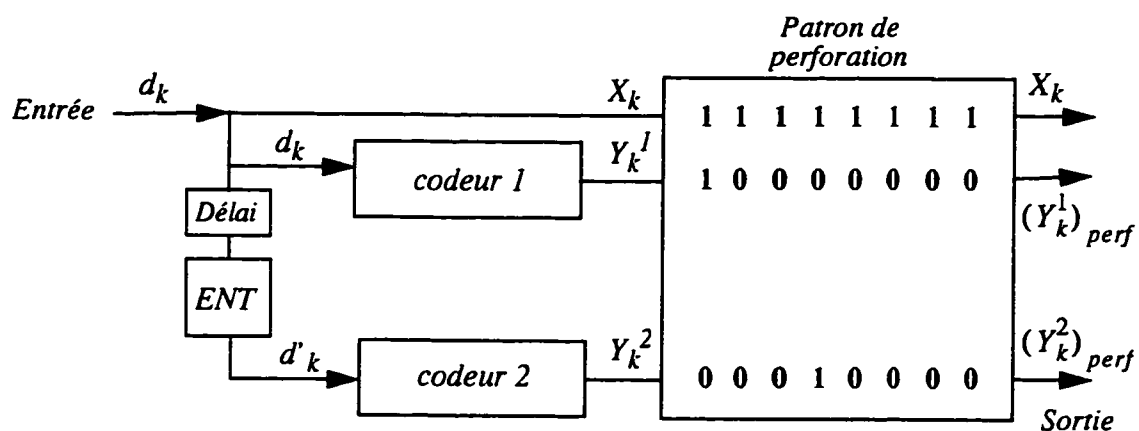 Patron de
perforation
Entrée
d_k
X_k
1 1 1 1 1 1 1 1
X_k
d_k
codeur 1
Y_k^1
1 0 0 0 0 0 0 0
(Y_k^1)_perf
Délai
ENT
d'_k
codeur 2
Y_k^2
0 0 0 1 0 0 0 0
(Y_k^2)_perf
Sortie